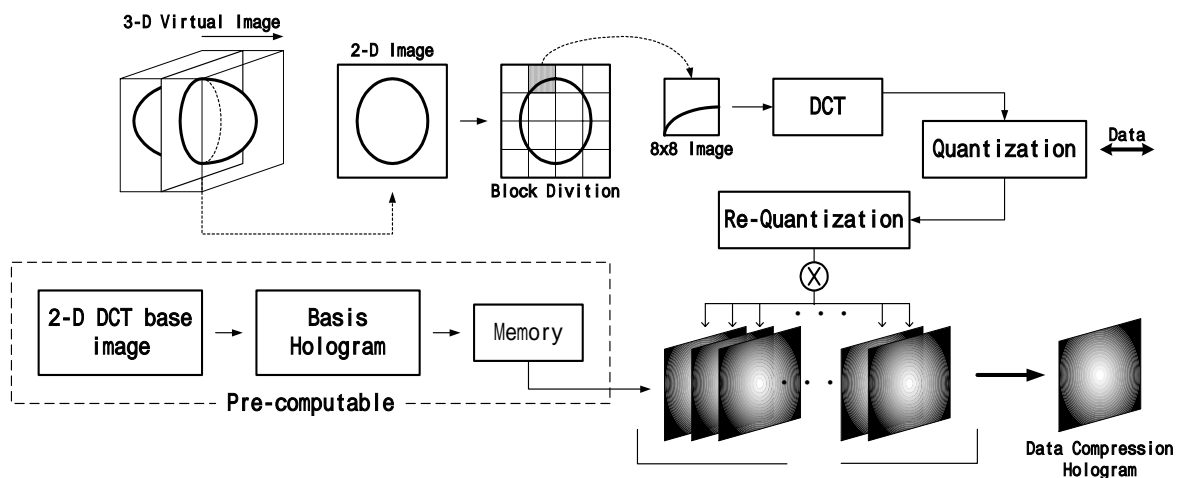 3-D Virtual Image
2-D Image
DCT
8x8 Image
Quantization
Data
Block Divition
Re-Quantization
X
2-D DCT base
image
Basis
Hologram
Memory
Pre-computable
Data Compression
Hologram